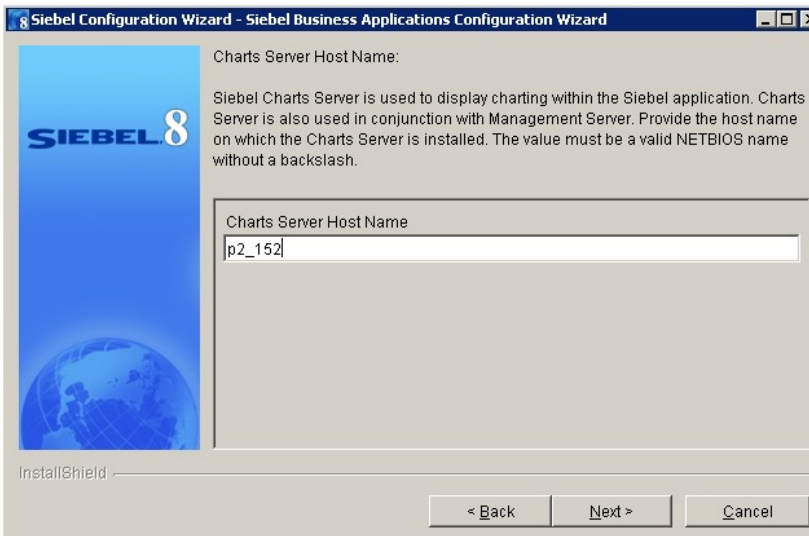 8 Siebel Configuration Wizard - Siebel Business Applications Configuration Wizard
Charts Server Host Name:
Siebel Charts Server is used to display charting within the Siebel application. Charts
Server is also used in conjunction with Management Server. Provide the host name
on which the Charts Server is installed. The value must be a valid NETBIOS name
without a backslash.
SIEBEL. 8
Charts Server Host Name
p2_152
InstallShield
< Back Next > Cancel